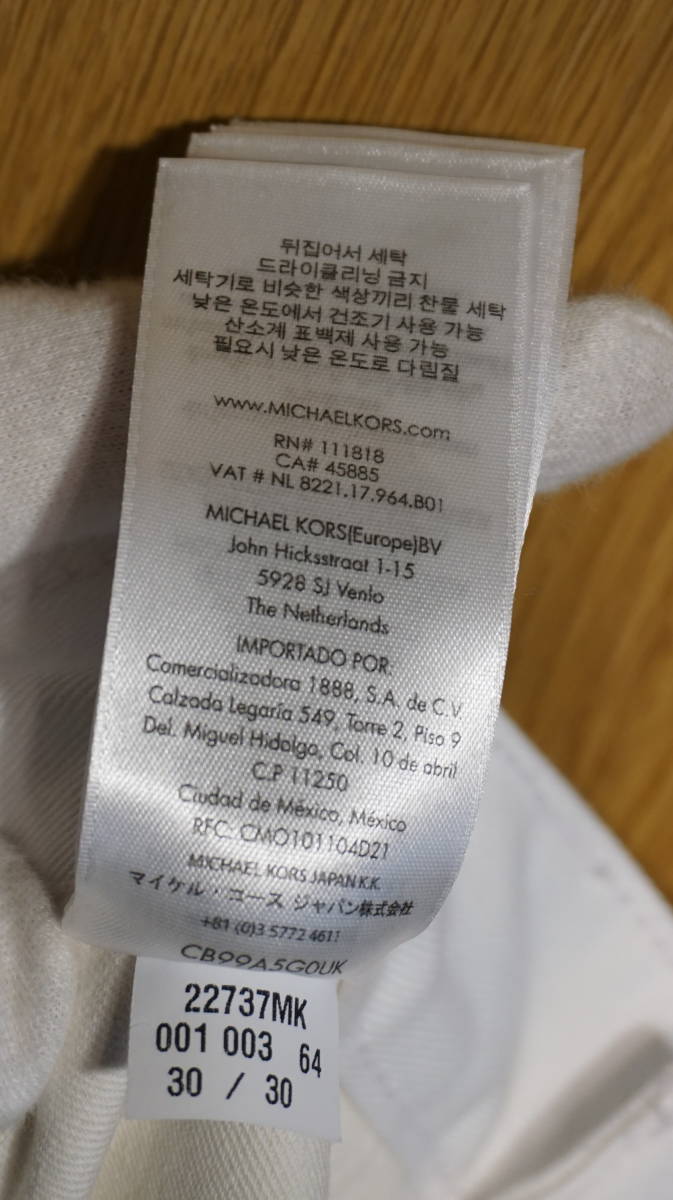 뒤집어서 세탁
드라이클리닝 금지
세탁기로 비슷한 색상끼리 찬물 세탁
낮은 온도에서 건조기 사용 가능
산소계 표백제 사용 가능
필요시 낮은 온도로 다림질
www.MICHAELKORS.com
RN# 111818
CA# 45885
VAT # NL 8221.17.964.B01
MICHAEL KORS(Europe)BV
John Hicksstraat 1-15
5928 SJ Venlo
The Netherlands
IMPORTADO POR:
Comercializadora 1888, S.A. de C.V
Calzada Legaría 549, Torre 2, Piso 9
Del. Miguel Hidalgo, Col. 10 de abril
C.P 11250
Ciudad de México, México
RFC: CMO101104D21
MICHAEL KORS JAPAN K.K.
マイケル・コース ジャパン株式会社
+81 (0)3 5772 4611
CB99A5G0UK
22737MK
001 003 64
30 / 30